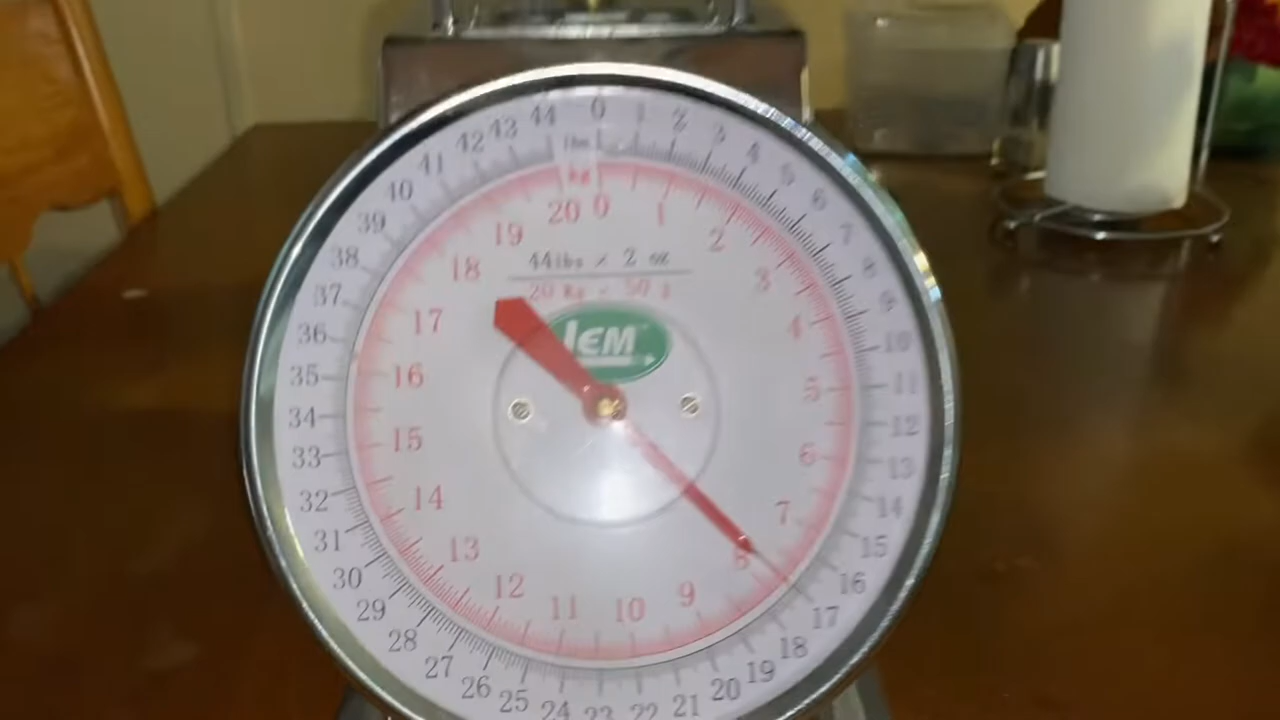 0 1 2 3 4 5 6 7 8 9 10 11 12 13 14 15 16 17 18 19 20 21 22 23 24 25 26 27 28 29 30 31 32 33 34 35 36 37 38 39 40 41 42 43 44
lbs
kg
0 1 2 3 4 5 6 7 8 9 10 11 12 13 14 15 16 17 18 19 20
44lbs × 2 oz
20 Kg × 50 g
LEM